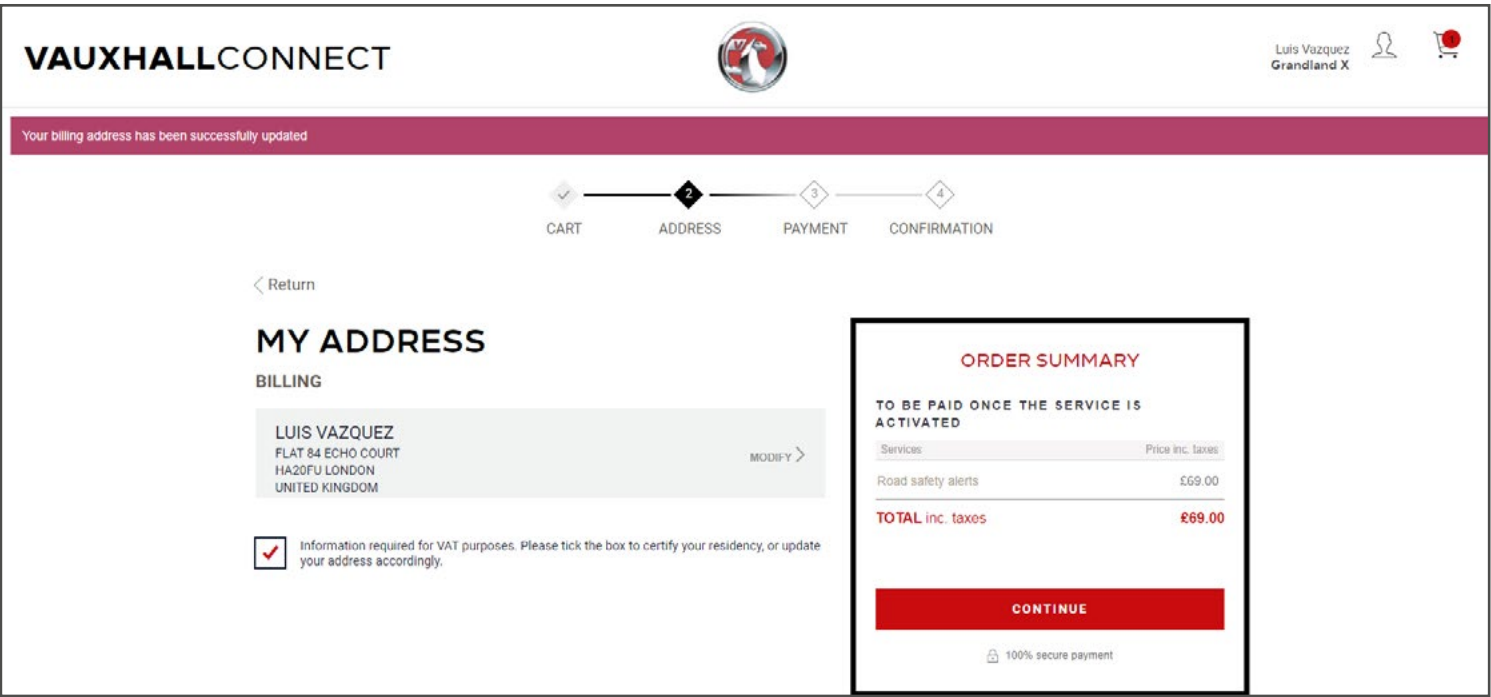 VAUXHALLCONNECT
Luis Vazquez
Grandland X
1
Your billing address has been successfully updated
2
3
4
CART
ADDRESS
PAYMENT
CONFIRMATION
Return
MY ADDRESS
BILLING
LUIS VAZQUEZ
FLAT 84 ECHO COURT
HA20FU LONDON
UNITED KINGDOM
MODIFY
Information required for VAT purposes. Please tick the box to certify your residency, or update
your address accordingly.
ORDER SUMMARY
TO BE PAID ONCE THE SERVICE IS
ACTIVATED
Services Price inc. taxes
Road safety alerts £69.00
TOTAL inc. taxes £69.00
CONTINUE
100% secure payment